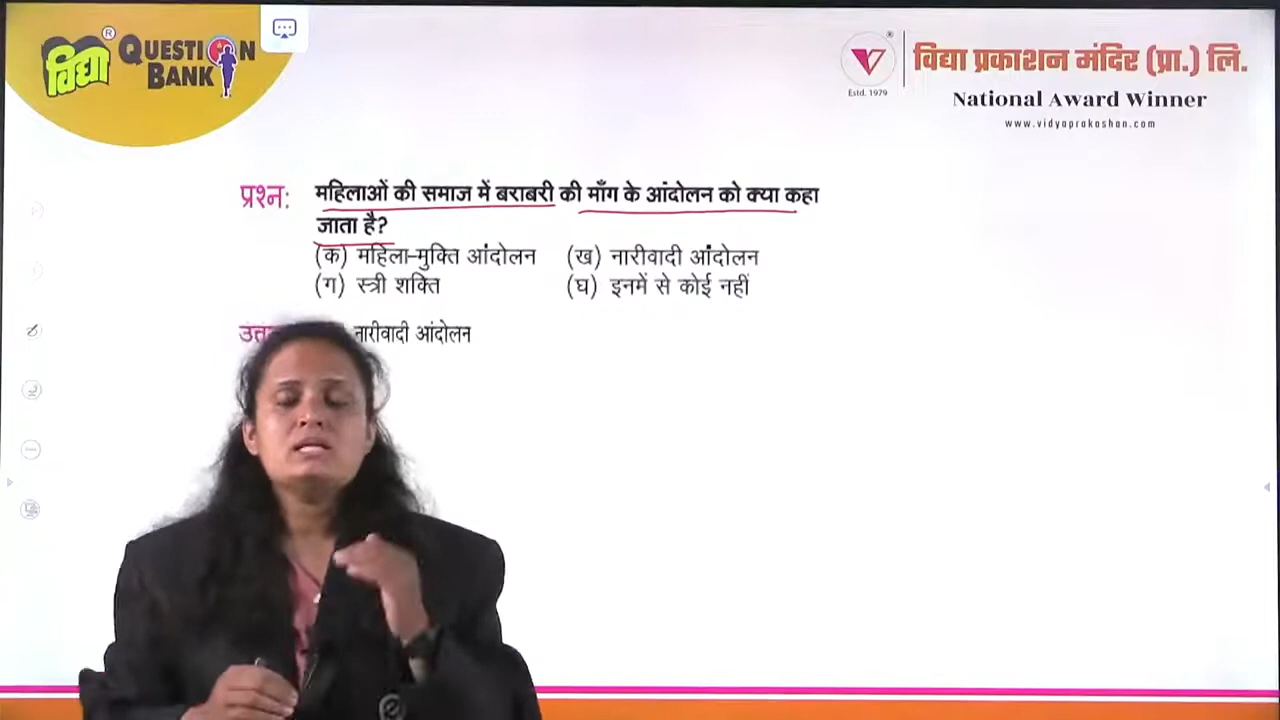 विद्या QUESTION BANK
विद्या प्रकाशन मंदिर (प्रा.) लि.
Estd. 1979
National Award Winner
www.vidyaprakashan.com
प्रश्न: महिलाओं की समाज में बराबरी की माँग के आंदोलन को क्या कहा
जाता है?
(क) महिला-मुक्ति आंदोलन (ख) नारीवादी आंदोलन
(ग) स्त्री शक्ति (घ) इनमें से कोई नहीं
नारीवादी आंदोलन